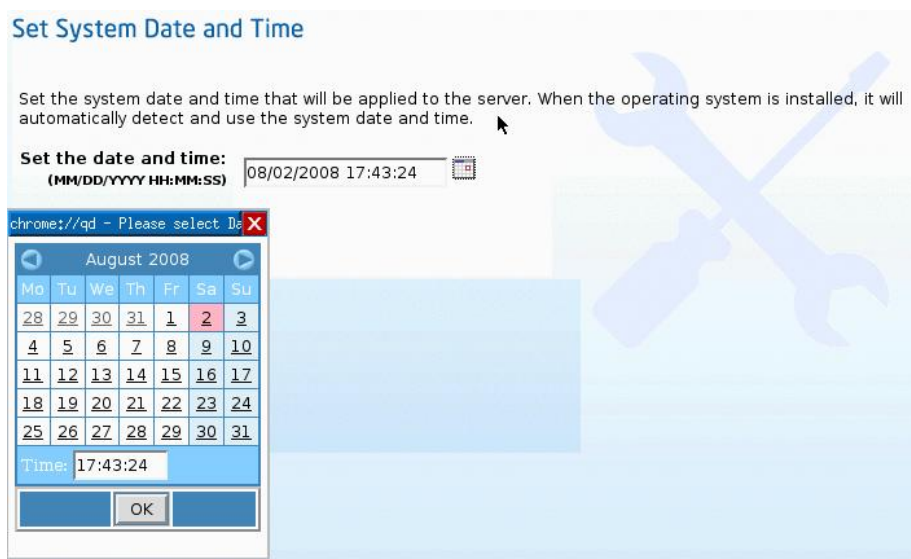 Set System Date and Time
Set the system date and time that will be applied to the server. When the operating system is installed, it will
automatically detect and use the system date and time.
Set the date and time:
(MM/DD/YYYY HH:MM:SS)
08/02/2008 17:43:24
chrome://qd - Please select Da
August 2008
Mo Tu We Th Fr Sa Su
28 29 30 31 1 2 3
4 5 6 7 8 9 10
11 12 13 14 15 16 17
18 19 20 21 22 23 24
25 26 27 28 29 30 31
Time: 17:43:24
OK